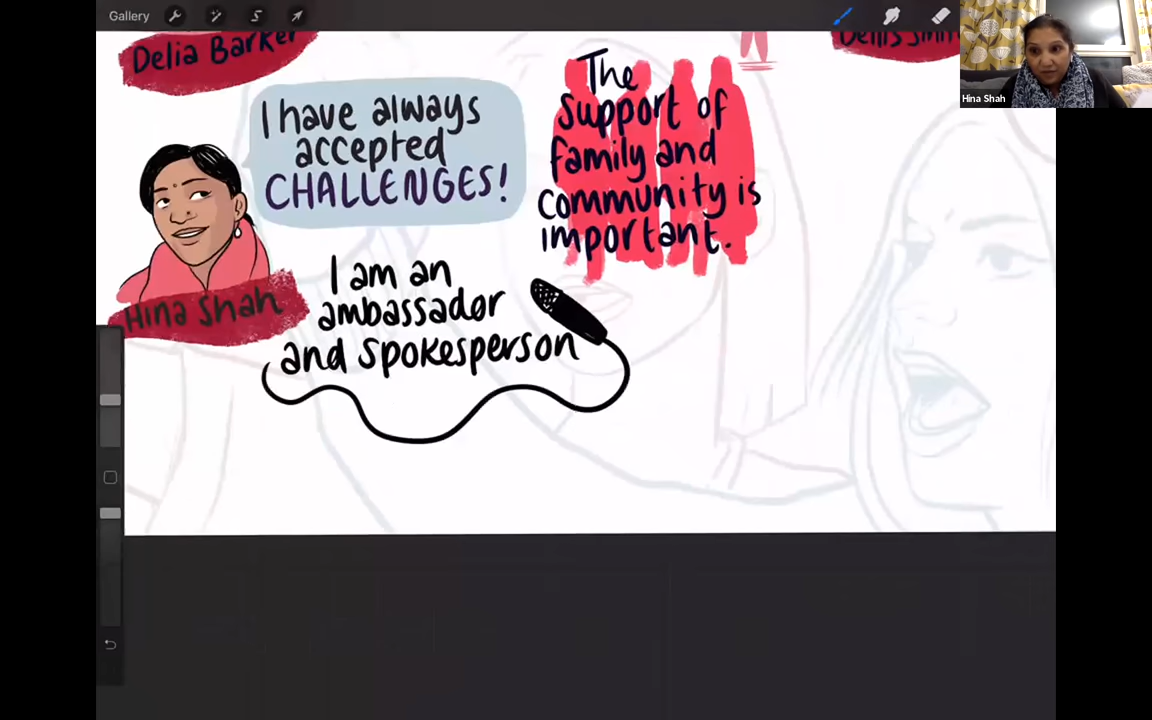 Gallery
Delia Barker
I have always
accepted
CHALLENGES!
The
support of
family and
community is
important.
Hina Shah
I am an
ambassador
and spokesperson
Hina Shah